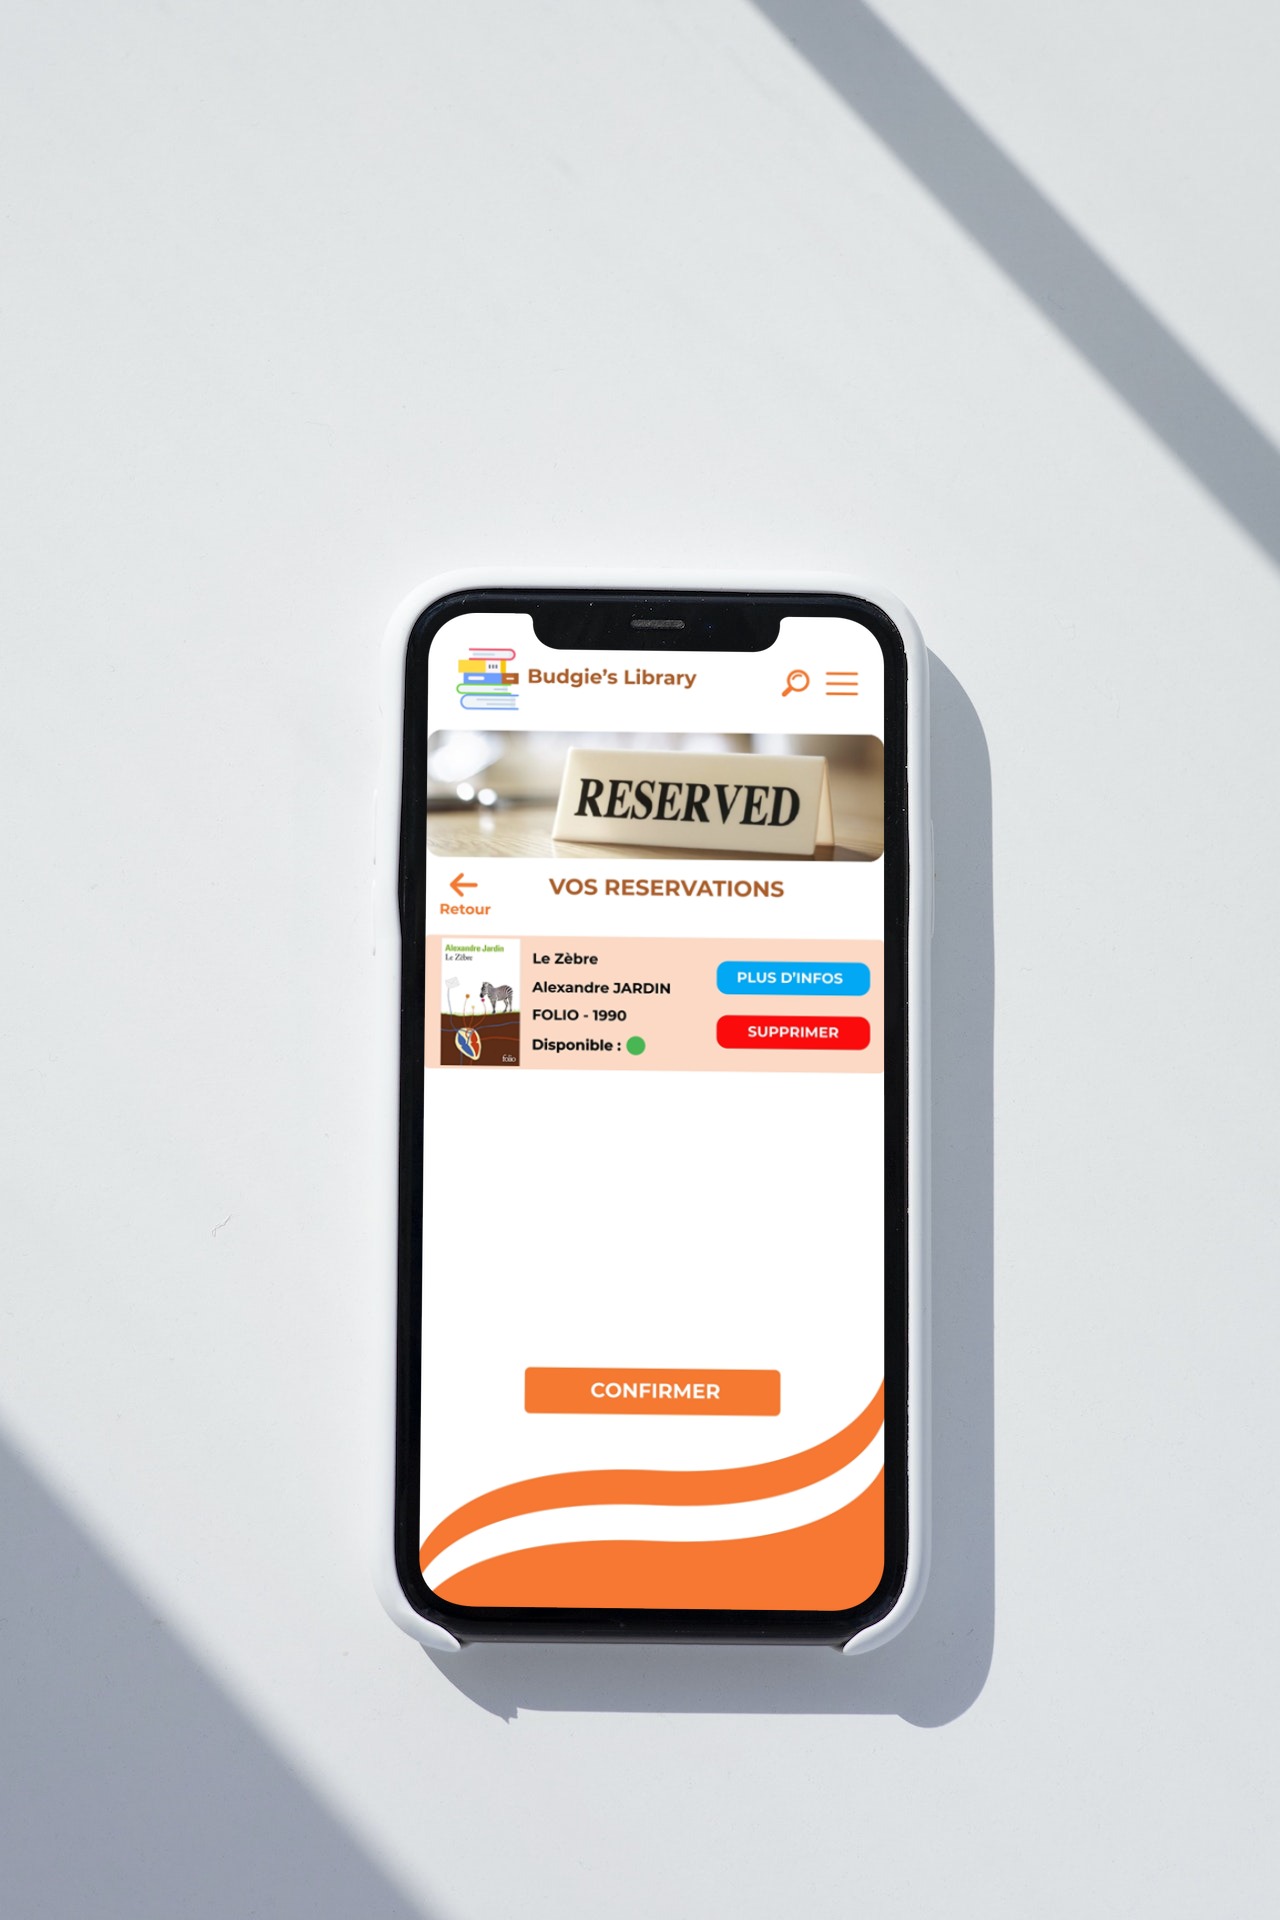 Budgie's Library
RESERVED
Retour
VOS RESERVATIONS
Alexandre Jardin
Le Zèbre
folio
Le Zèbre
Alexandre JARDIN
FOLIO - 1990
Disponible :
PLUS D'INFOS
SUPPRIMER
CONFIRMER